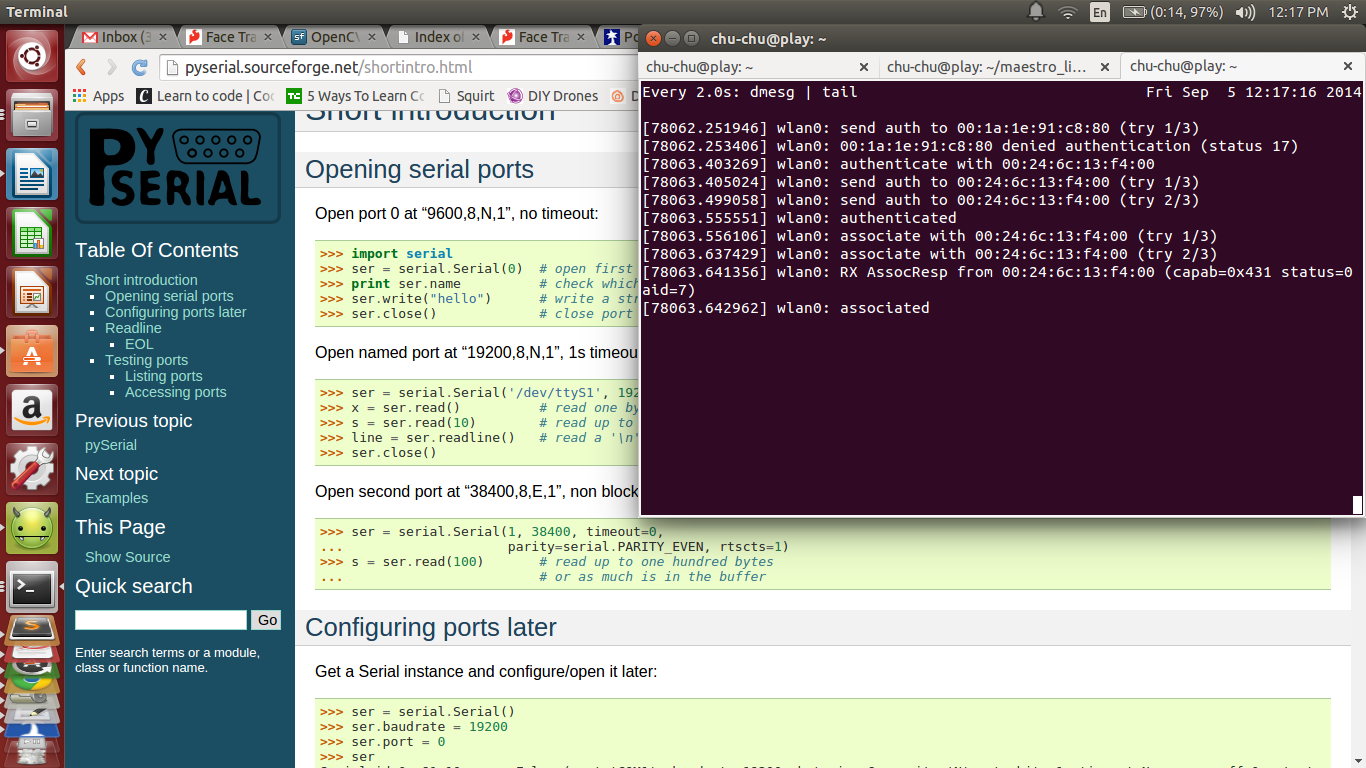 Terminal
En
(0:14, 97%)
12:17 PM
Inbox (3
Face Tra
OpenCV
Index o
Face Tra
Po
pyserial.sourceforge.net/shortintro.html
Apps
Learn to code | Co
5 Ways To Learn Co
Squirt
DIY Drones
D
PY
SERIAL
Table Of Contents
Short introduction
Opening serial ports
Configuring ports later
Readline
EOL
Testing ports
Listing ports
Accessing ports
Previous topic
pySerial
Next topic
Examples
This Page
Show Source
Quick search
Go
Enter search terms or a module,
class or function name.
Short introduction
Opening serial ports
Open port 0 at “9600,8,N,1”, no timeout:
>>> import serial
>>> ser = serial.Serial(0)  # open first
>>> print ser.name          # check which
>>> ser.write("hello")      # write a str
>>> ser.close()             # close port
Open named port at “19200,8,N,1”, 1s timeou
>>> ser = serial.Serial('/dev/ttyS1', 192
>>> x = ser.read()          # read one by
>>> s = ser.read(10)        # read up to
>>> line = ser.readline()   # read a '\n'
>>> ser.close()
Open second port at “38400,8,E,1”, non block
>>> ser = serial.Serial(1, 38400, timeout=0,
...                     parity=serial.PARITY_EVEN, rtscts=1)
>>> s = ser.read(100)       # read up to one hundred bytes
...                         # or as much is in the buffer
Configuring ports later
Get a Serial instance and configure/open it later:
>>> ser = serial.Serial()
>>> ser.baudrate = 19200
>>> ser.port = 0
>>> ser
chu-chu@play: ~
chu-chu@play: ~
chu-chu@play: ~/maestro_li...
chu-chu@play: ~
Every 2.0s: dmesg | tail Fri Sep  5 12:17:16 2014
[78062.251946] wlan0: send auth to 00:1a:1e:91:c8:80 (try 1/3)
[78062.253406] wlan0: 00:1a:1e:91:c8:80 denied authentication (status 17)
[78063.403269] wlan0: authenticate with 00:24:6c:13:f4:00
[78063.405024] wlan0: send auth to 00:24:6c:13:f4:00 (try 1/3)
[78063.499058] wlan0: send auth to 00:24:6c:13:f4:00 (try 2/3)
[78063.555551] wlan0: authenticated
[78063.556106] wlan0: associate with 00:24:6c:13:f4:00 (try 1/3)
[78063.637429] wlan0: associate with 00:24:6c:13:f4:00 (try 2/3)
[78063.641356] wlan0: RX AssocResp from 00:24:6c:13:f4:00 (capab=0x431 status=0
aid=7)
[78063.642962] wlan0: associated